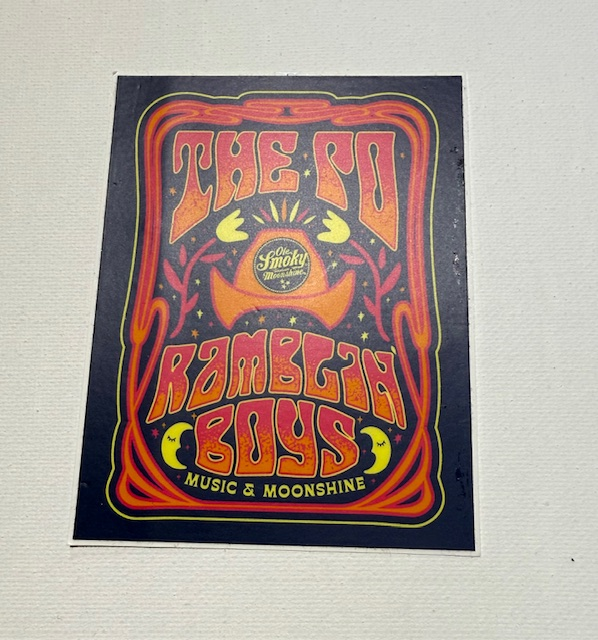 THE PO
Ole
Smoky
Moonshine
RAMBLIN'
BOYS
MUSIC & MOONSHINE